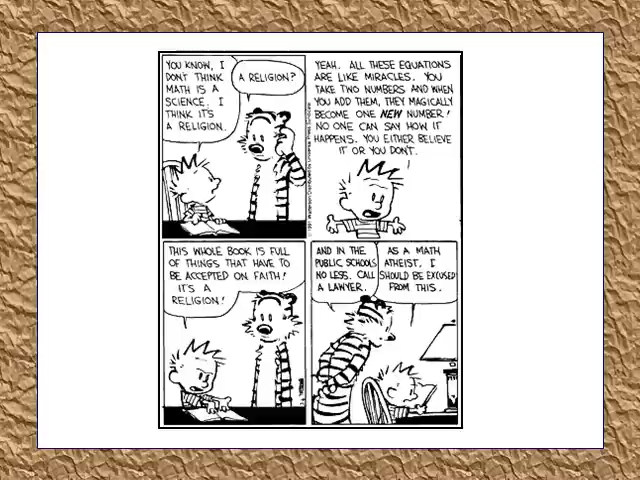 YOU KNOW, I
DON'T THINK
MATH IS A
SCIENCE. I
THINK IT'S
A RELIGION.
A RELIGION?
YEAH. ALL THESE EQUATIONS
ARE LIKE MIRACLES. YOU
TAKE TWO NUMBERS AND WHEN
YOU ADD THEM, THEY MAGICALLY
BECOME ONE NEW NUMBER!
NO ONE CAN SAY HOW IT
HAPPENS. YOU EITHER BELIEVE
IT OR YOU DON'T.
THIS WHOLE BOOK IS FULL
OF THINGS THAT HAVE TO
BE ACCEPTED ON FAITH!
IT'S A
RELIGION!
AND IN THE
PUBLIC SCHOOLS
NO LESS. CALL
A LAWYER.
AS A MATH
ATHEIST, I
SHOULD BE EXCUSED
FROM THIS.